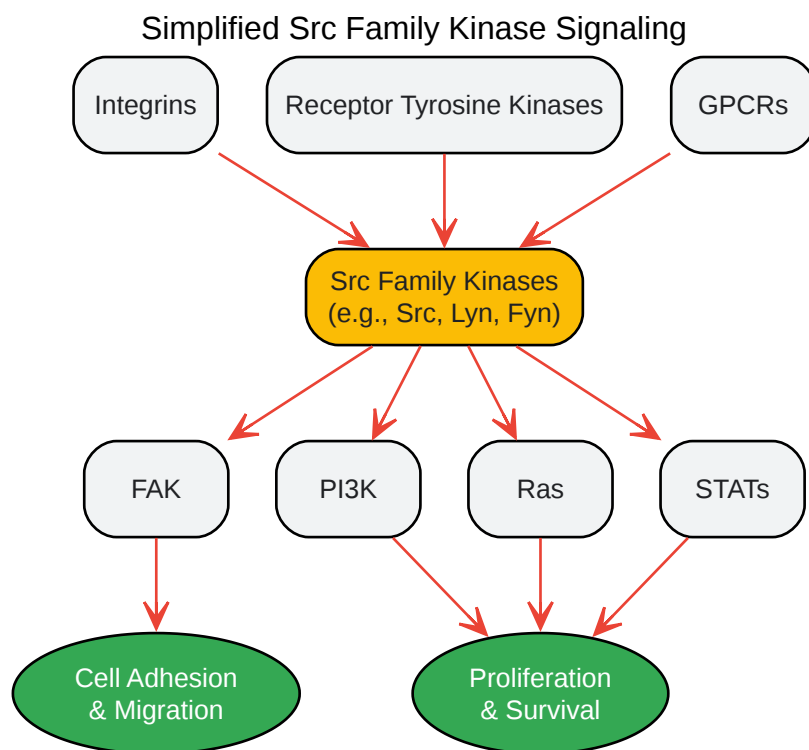 Simplified Src Family Kinase Signaling
Integrins
Receptor Tyrosine Kinases
GPCRs
Src Family Kinases
(e.g., Src, Lyn, Fyn)
FAK
PI3K
Ras
STATs
Cell Adhesion
& Migration
Proliferation
& Survival